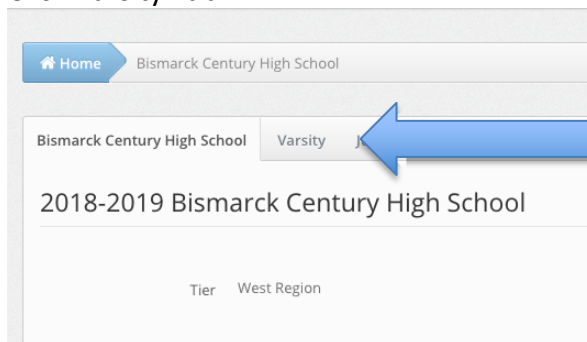 Home Bismarck Century High School
Bismarck Century High School Varsity
2018-2019 Bismarck Century High School
Tier West Region